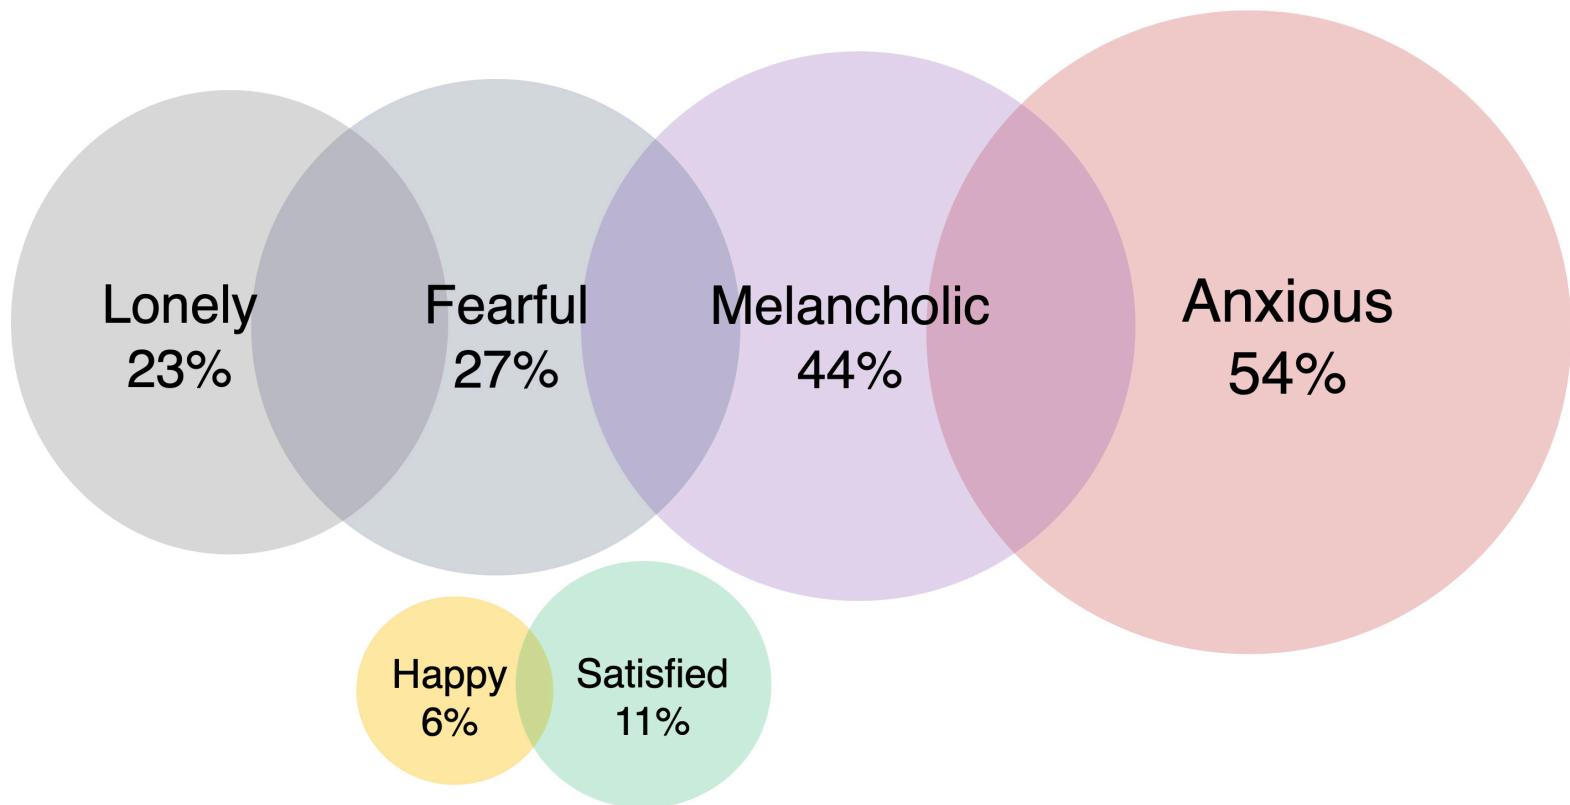 Lonely
23%
Fearful
27%
Melancholic
44%
Anxious
54%
Happy
6%
Satisfied
11%